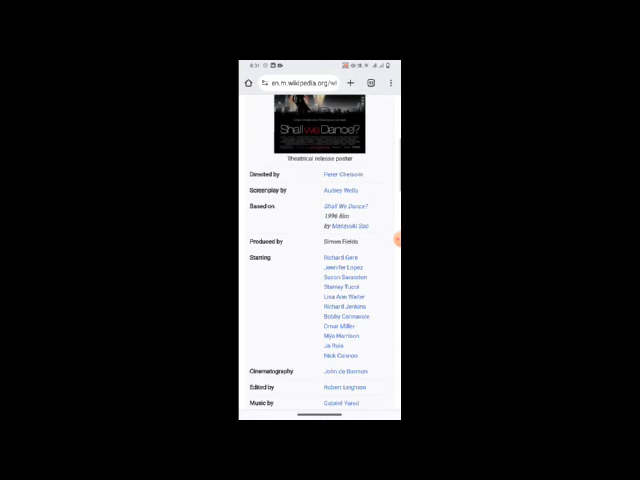 8:31
en.m.wikipedia.org/wi
Shall we Dance?
Theatrical release poster
Directed by Peter Chelsom
Screenplay by Audrey Wells
Based on Shall We Dance?
1996 film
by Masayuki Suo
Produced by Simon Fields
Starring Richard Gere
Jennifer Lopez
Susan Sarandon
Stanley Tucci
Lisa Ann Walter
Richard Jenkins
Bobby Cannavale
Omar Miller
Mýa Harrison
Ja Rule
Nick Cannon
Cinematography John de Borman
Edited by Robert Leighton
Music by Gabriel Yared